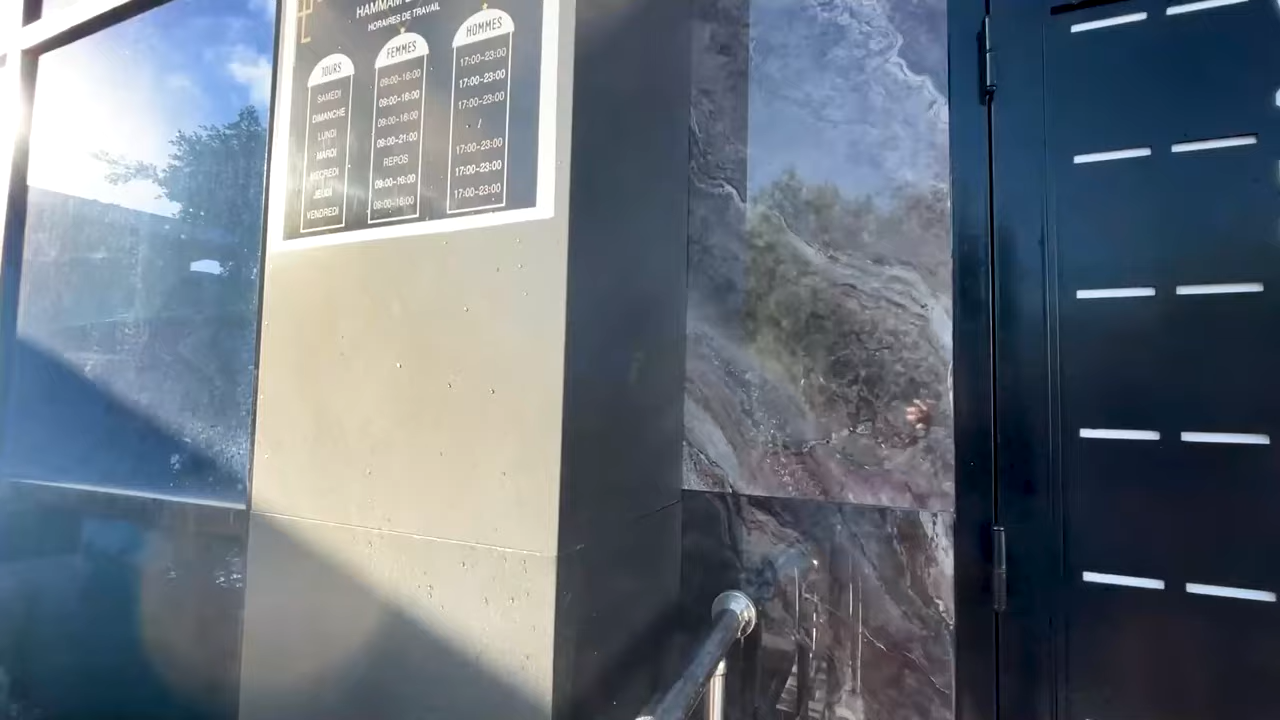 HAMMAM
HORAIRES DE TRAVAIL
JOURS FEMMES HOMMES
SAMEDI 09:00-16:00 17:00-23:00
DIMANCHE 09:00-16:00 17:00-23:00
LUNDI 09:00-16:00 17:00-23:00
MARDI 09:00-21:00 /
MERCREDI REPOS 17:00-23:00
JEUDI 09:00-16:00 17:00-23:00
VENDREDI 09:00-16:00 17:00-23:00